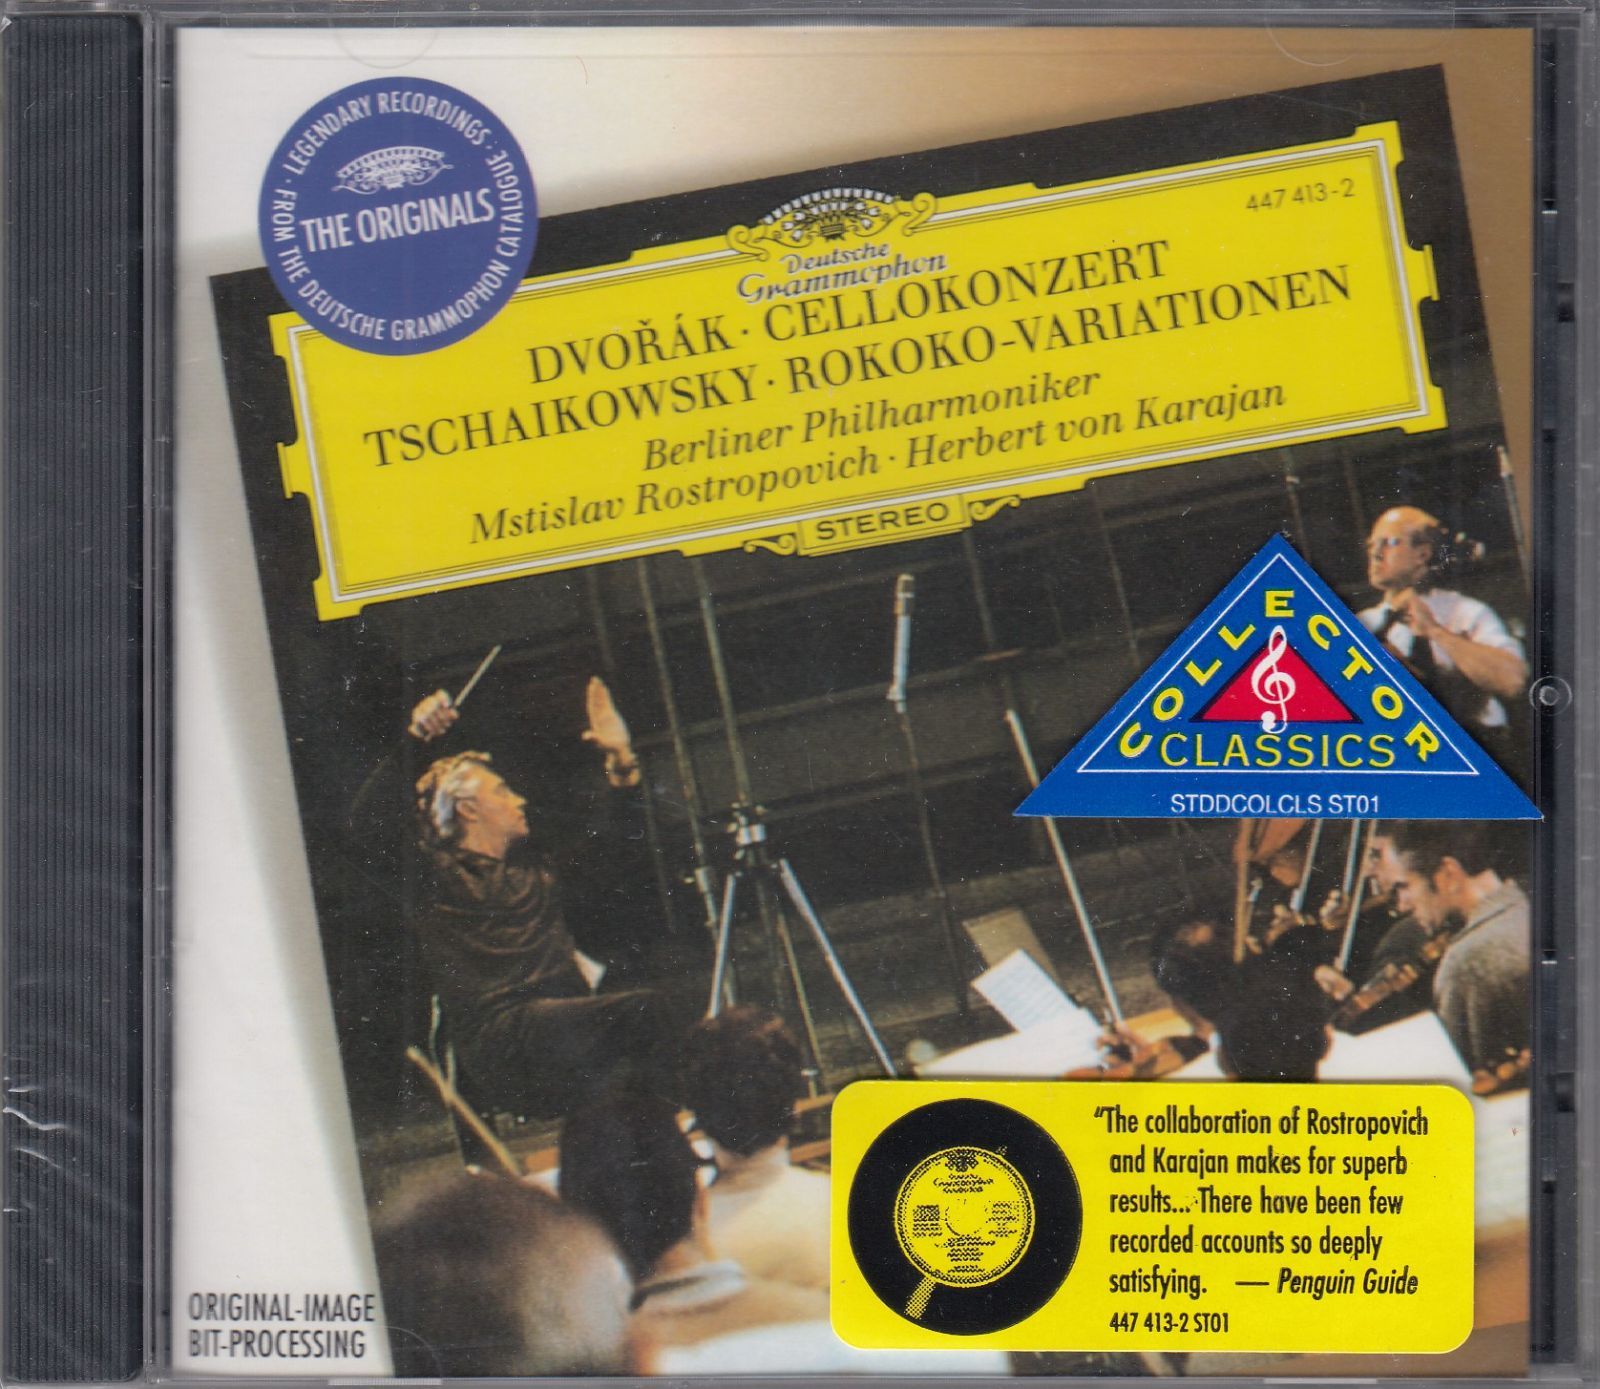 LEGENDARY RECORDINGS · FROM THE DEUTSCHE GRAMMOPHON CATALOGUE ·
THE ORIGINALS
447 413-2
Deutsche
Grammophon
DVOŘÁK · CELLOKONZERT
TSCHAIKOWSKY · ROKOKO-VARIATIONEN
Berliner Philharmoniker
Mstislav Rostropovich · Herbert von Karajan
STEREO
COLLECTOR
CLASSICS
STDDCOLCLS ST01
"The collaboration of Rostropovich
and Karajan makes for superb
results... There have been few
recorded accounts so deeply
satisfying. — Penguin Guide
447 413-2 ST01
ORIGINAL-IMAGE
BIT-PROCESSING